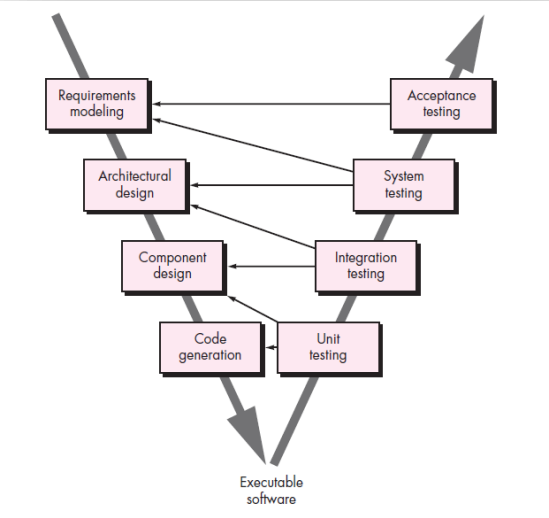 Requirements
modeling
Acceptance
testing
Architectural
design
System
testing
Component
design
Integration
testing
Code
generation
Unit
testing
Executable
software